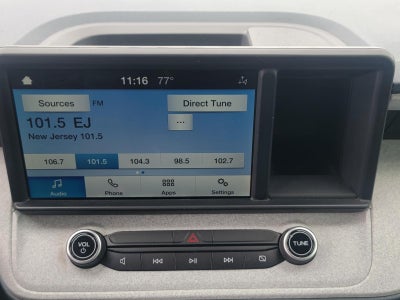 11:16 77°
Sources FM Direct Tune
101.5 EJ
...
New Jersey 101.5
106.7 101.5 104.3 98.5 102.7
Audio Phone Apps Settings
VOL TUNE